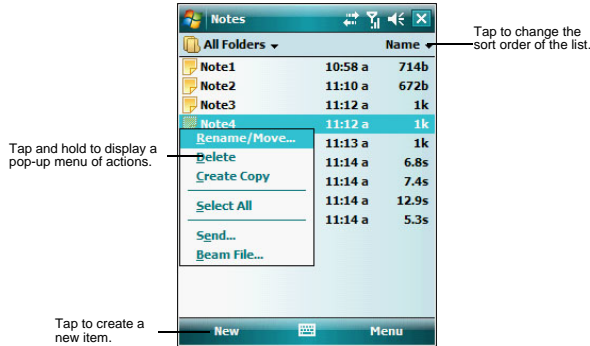 Notes
All Folders Name
Tap to change the
sort order of the list.
Note1 10:58 a 714b
Note2 11:10 a 672b
Note3 11:12 a 1k
Note4 11:12 a 1k
Tap and hold to display a
pop-up menu of actions.
Rename/Move...
Delete
Create Copy
Select All
Send...
Beam File...
11:13 a 1k
11:14 a 6.8s
11:14 a 7.4s
11:14 a 12.9s
11:14 a 5.3s
Tap to create a
new item.
New Menu